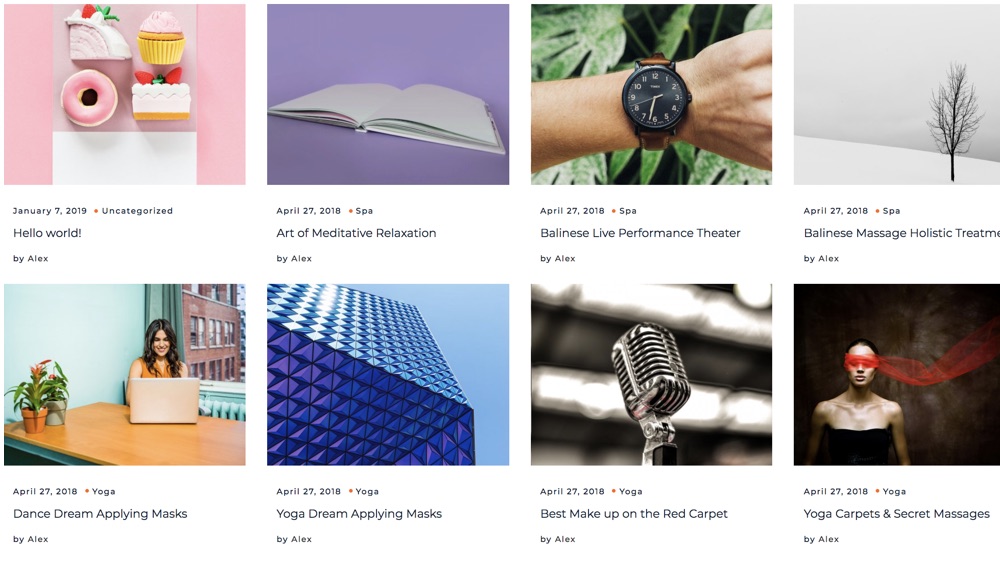 January 7, 2019 • Uncategorized
Hello world!
by Alex
April 27, 2018 • Spa
Art of Meditative Relaxation
by Alex
April 27, 2018 • Spa
Balinese Live Performance Theater
by Alex
April 27, 2018 • Spa
Balinese Massage Holistic
by Alex
April 27, 2018 • Yoga
Dance Dream Applying Masks
by Alex
April 27, 2018 • Yoga
Yoga Dream Applying Masks
by Alex
April 27, 2018 • Yoga
Best Make up on the Red Carpet
by Alex
April 27, 2018 • Yoga
Yoga Carpets & Secret Massages
by Alex